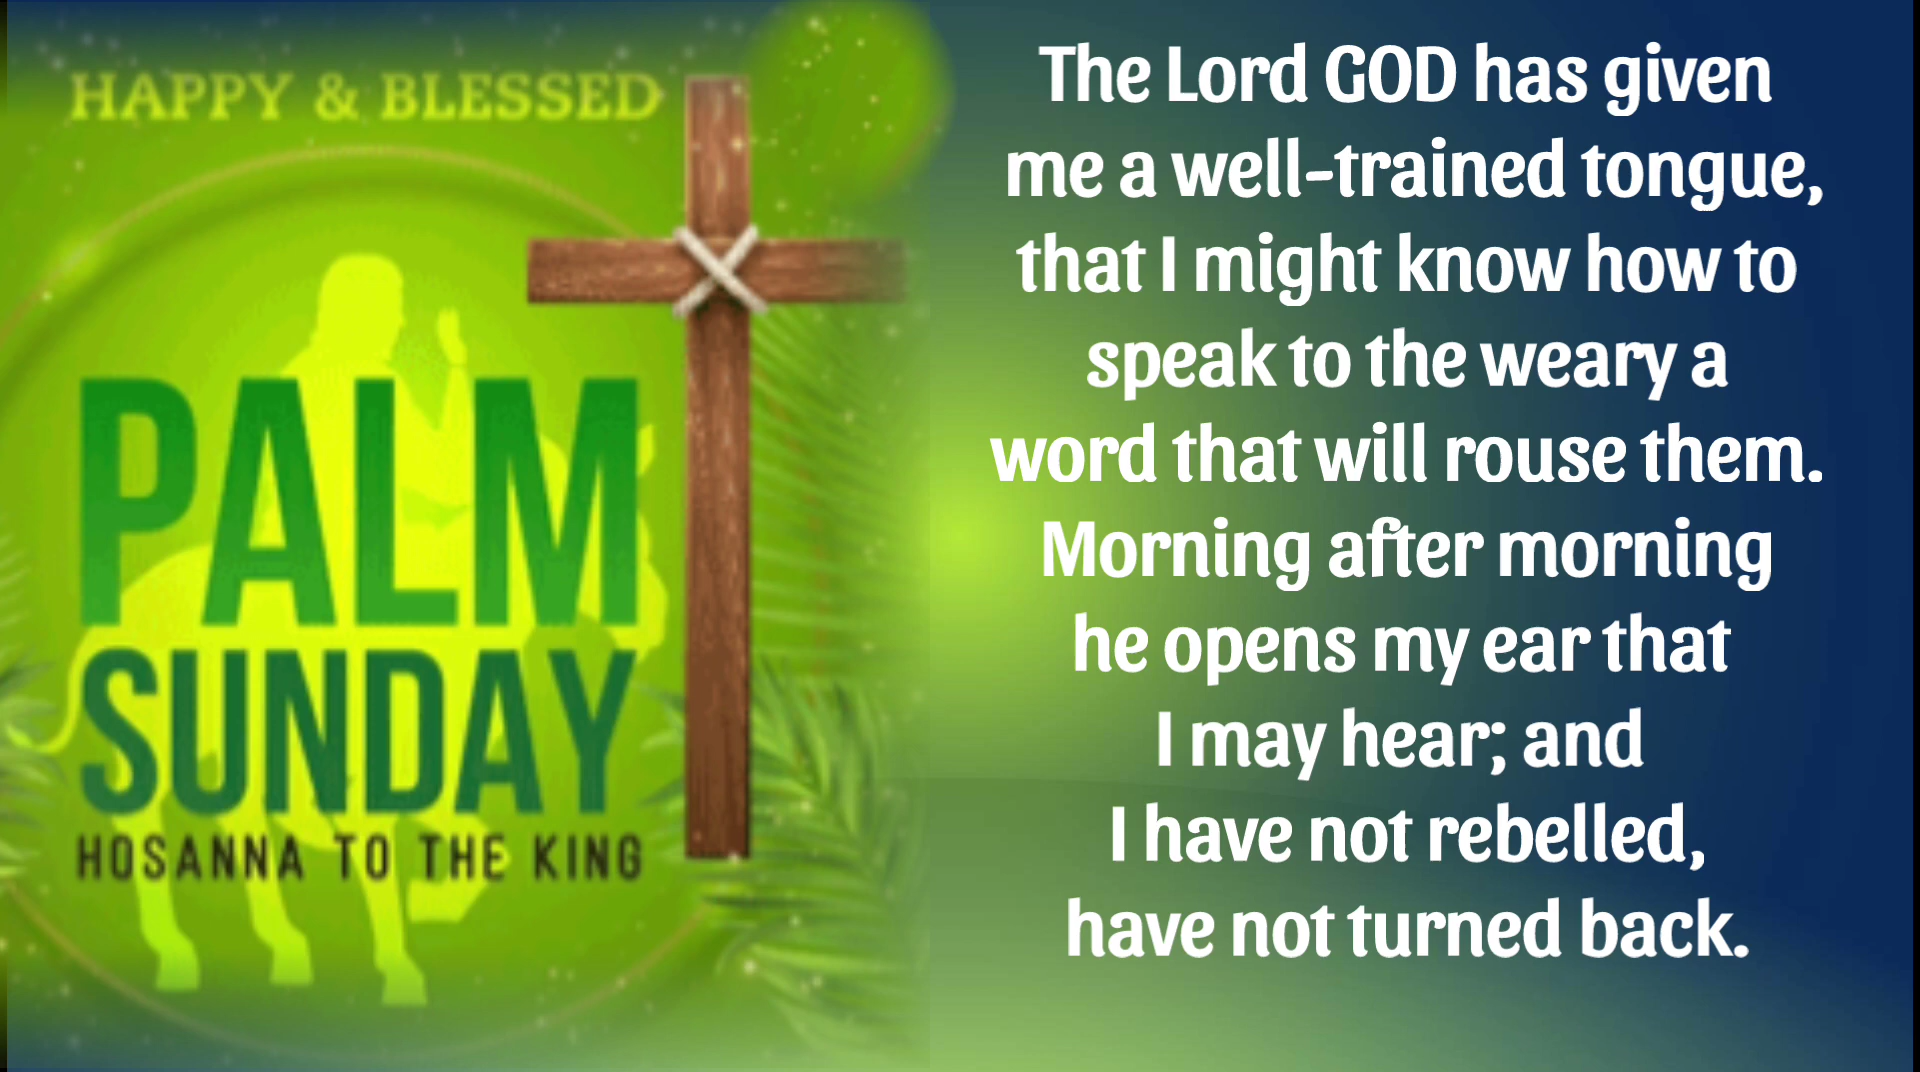 HAPPY & BLESSED
PALM
SUNDAY
HOSANNA TO THE KING
The Lord GOD has given
me a well-trained tongue,
that I might know how to
speak to the weary a
word that will rouse them.
Morning after morning
he opens my ear that
I may hear; and
I have not rebelled,
have not turned back.